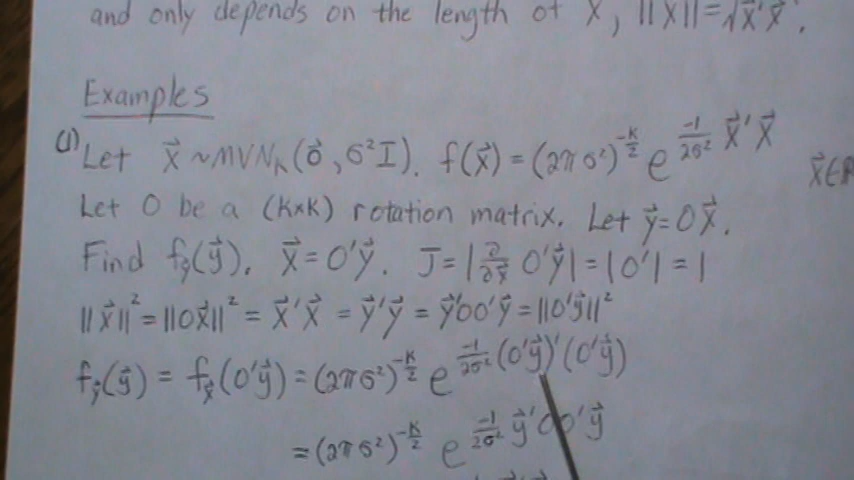 and only depends on the length of X, ||X||=√X⃗'X⃗.
Examples
(1) Let X⃗ ~MVN_K(0⃗, σ²I). f(X⃗) = (2πσ²)^(-K/2) e^(-1/2σ² X⃗'X⃗) X⃗∈R
Let O be a (K×K) rotation matrix. Let y⃗=OX⃗.
Find f_y⃗(y⃗). X⃗=O'y⃗. J=|∂/∂y⃗ O'y⃗|=|O'|=1
||X⃗||²=||OX⃗||² = X⃗'X⃗ = y⃗'y⃗ = y⃗'OO'y⃗=||O'y⃗||²
f_y⃗(y⃗) = f_X⃗(O'y⃗) = (2πσ²)^(-K/2) e^(-1/2σ² (O'y⃗)'(O'y⃗))
=(2πσ²)^(-K/2) e^(-1/2σ² y⃗'OO'y⃗)